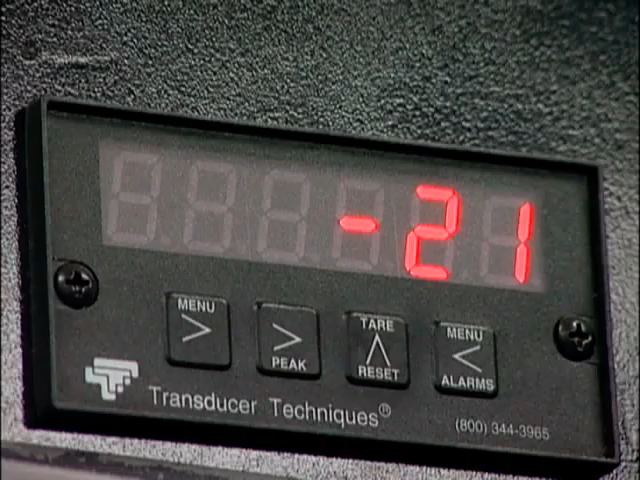 -21
MENU
>
>
PEAK
TARE
RESET
MENU
<
ALARMS
Transducer Techniques®
(800) 344-3965